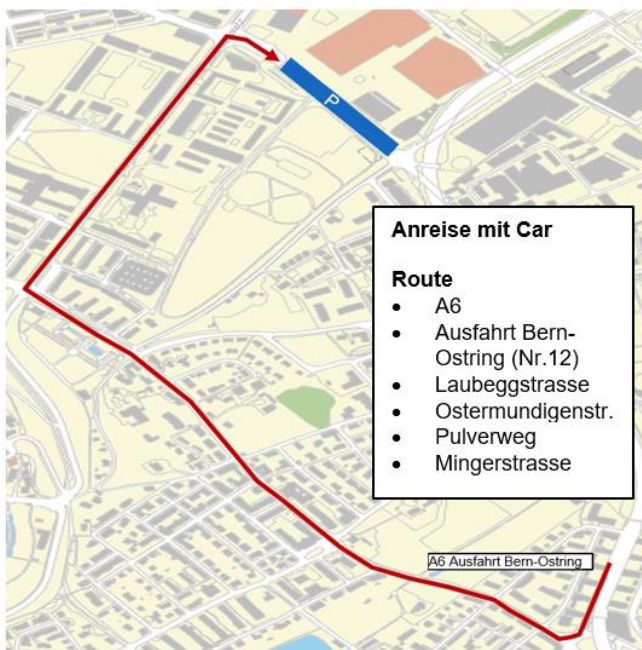 P
Anreise mit Car
Route
• A6
• Ausfahrt Bern-
Ostring (Nr.12)
• Laubeggstrasse
• Ostermundigenstr.
• Pulverweg
• Mingerstrasse
A6 Ausfahrt Bern-Ostring